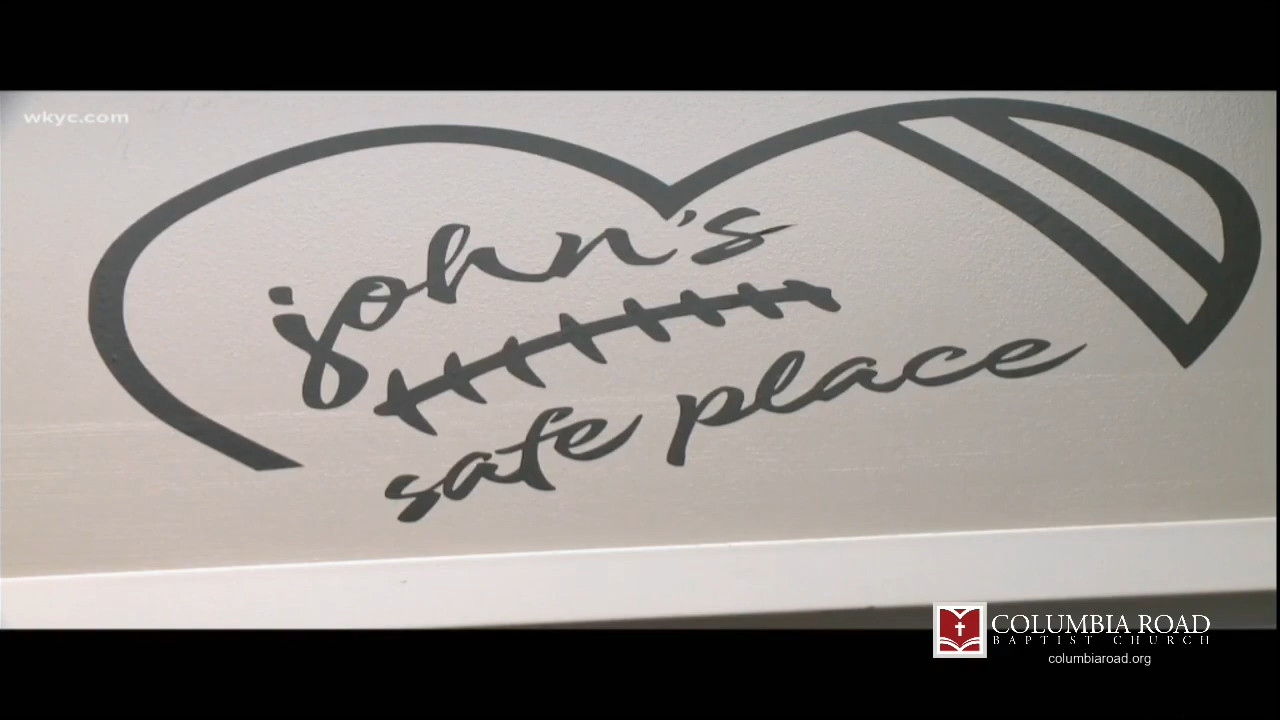 wkyc.com
john's
safe place
COLUMBIA ROAD
BAPTIST CHURCH
columbiaroad.org